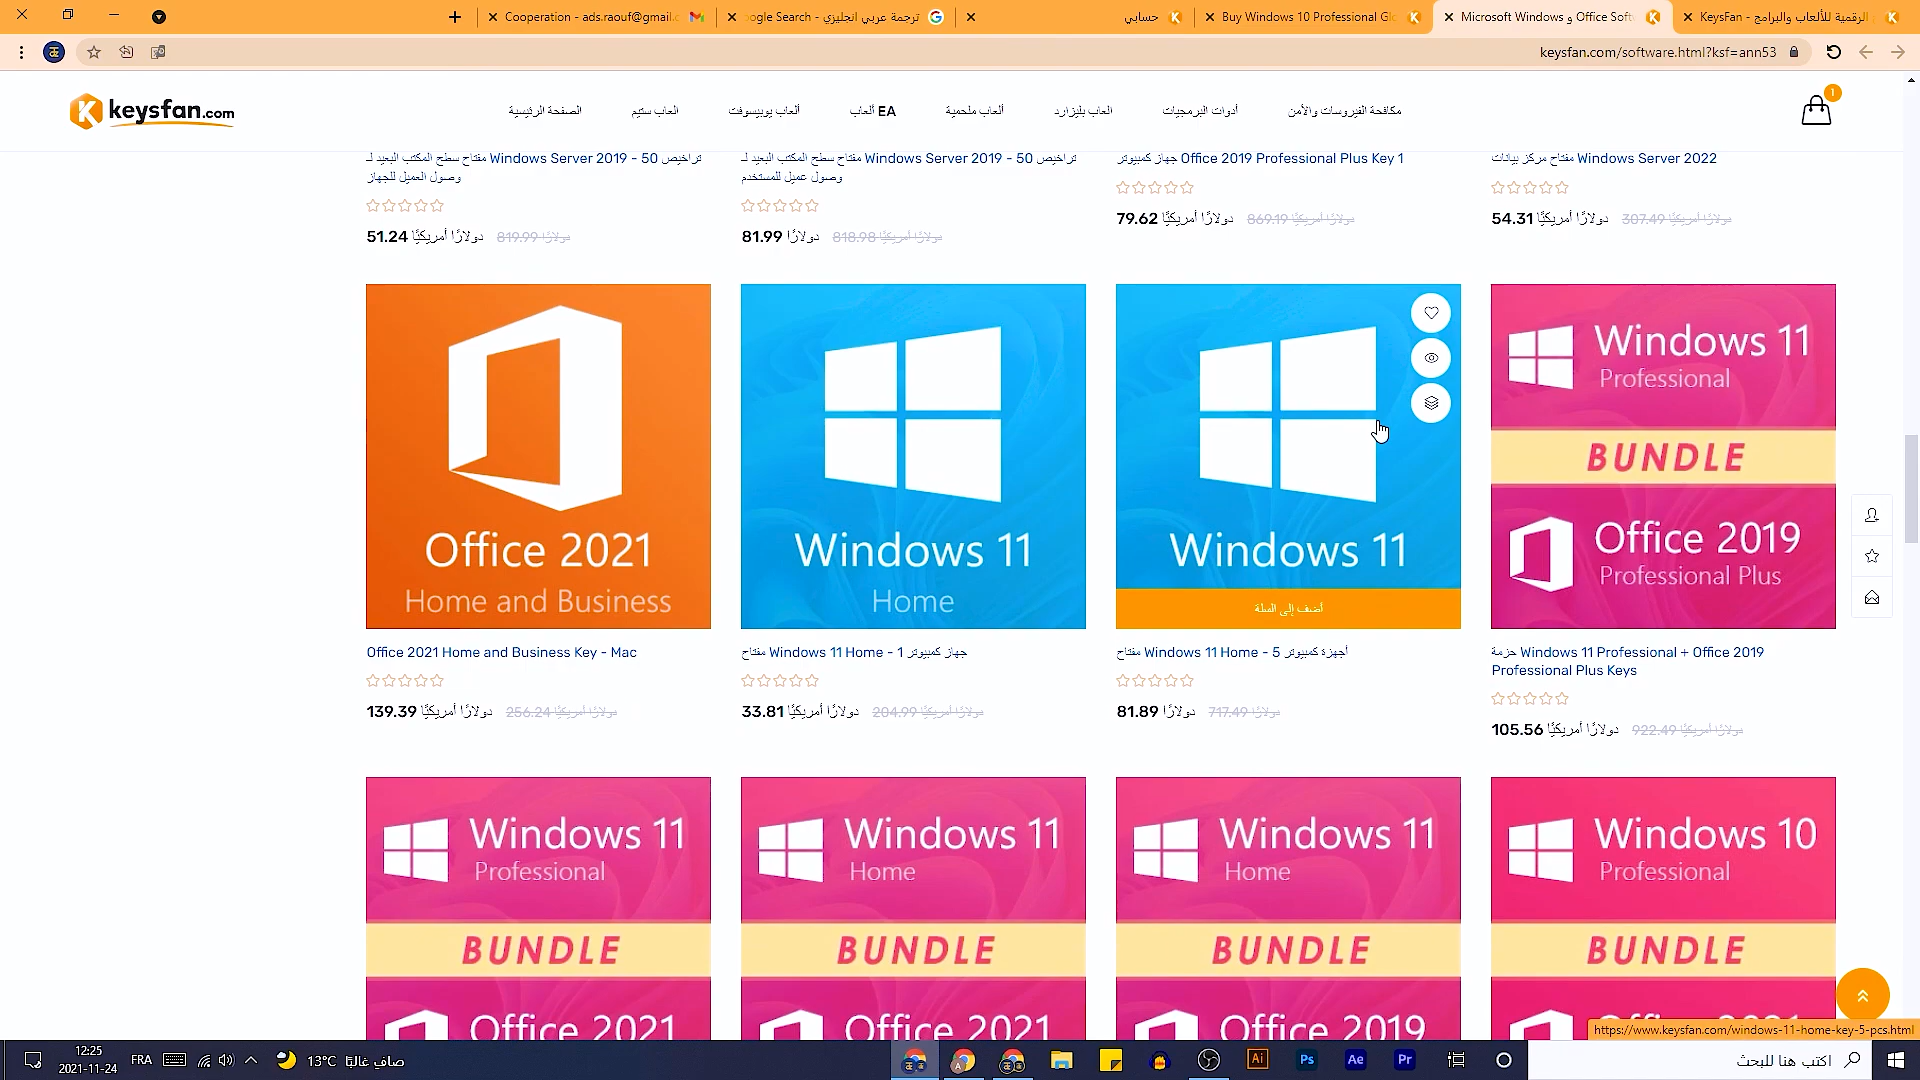 Cooperation - ads.raouf@gmail.c
ogle Search - ترجمة عربي انجليزي
حسابي
Buy Windows 10 Professional Gl
Microsoft Windows و Office Soft
KeysFan - الرقمية للألعاب والبرامج
keysfan.com/software.html?ksf=ann53
keysfan.com
الصفحة الرئيسية
العاب ستيم
ألعاب يوبيسوفت
ألعاب EA
ألعاب ملحمية
العاب بليزارد
أدوات البرمجيات
مكافحة الفيروسات والأمن
1
مفتاح سطح المكتب البعيد لـ Windows Server 2019 - 50 تراخيص
وصول العميل للجهاز
51.24 دولارًا أمريكيًا
819.99 دولارًا
مفتاح سطح المكتب البعيد لـ Windows Server 2019 - 50 تراخيص
وصول عميل للمستخدم
81.99 دولارًا
818.98 دولارًا أمريكيًا
جهاز كمبيوتر Office 2019 Professional Plus Key 1
79.62 دولارًا أمريكيًا
869.19 دولارًا أمريكيًا
مفتاح مركز بيانات Windows Server 2022
54.31 دولارًا أمريكيًا
307.49 دولارًا أمريكيًا
Office 2021
Home and Business
Office 2021 Home and Business Key - Mac
139.39 دولارًا أمريكيًا
256.24 دولارًا أمريكيًا
Windows 11
Home
مفتاح Windows 11 Home - 1 جهاز كمبيوتر
33.81 دولارًا أمريكيًا
204.99 دولارًا أمريكيًا
Windows 11
أضف إلى السلة
مفتاح Windows 11 Home - 5 أجهزة كمبيوتر
81.89 دولارًا
717.49 دولارًا
Windows 11
Professional
BUNDLE
Office 2019
Professional Plus
حزمة Windows 11 Professional + Office 2019
Professional Plus Keys
105.56 دولارًا أمريكيًا
922.49 دولارًا أمريكيًا
Windows 11
Professional
BUNDLE
Office 2021
Windows 11
Home
BUNDLE
Office 2021
Windows 11
Home
BUNDLE
Office 2019
Windows 10
Professional
BUNDLE
https://www.keysfan.com/windows-11-home-key-5-pcs.html
12:25
2021-11-24
FRA
13°C صاف غالبًا
Ai
Ps
Ae
Pr
اكتب هنا للبحث